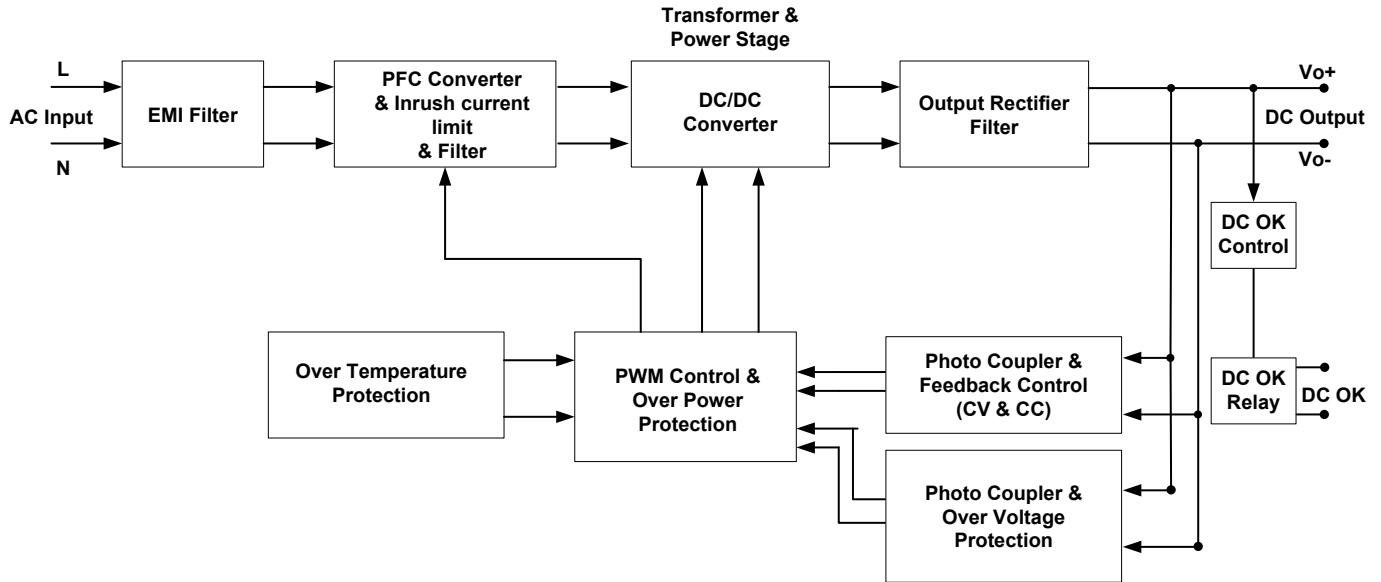 Transformer &
Power Stage
L
AC Input
N
EMI Filter
PFC Converter
& Inrush current
limit
& Filter
DC/DC
Converter
Output Rectifier
Filter
Vo+
DC Output
Vo-
DC OK
Control
Over Temperature
Protection
PWM Control &
Over Power
Protection
Photo Coupler &
Feedback Control
(CV & CC)
DC OK
Relay
DC OK
Photo Coupler &
Over Voltage
Protection